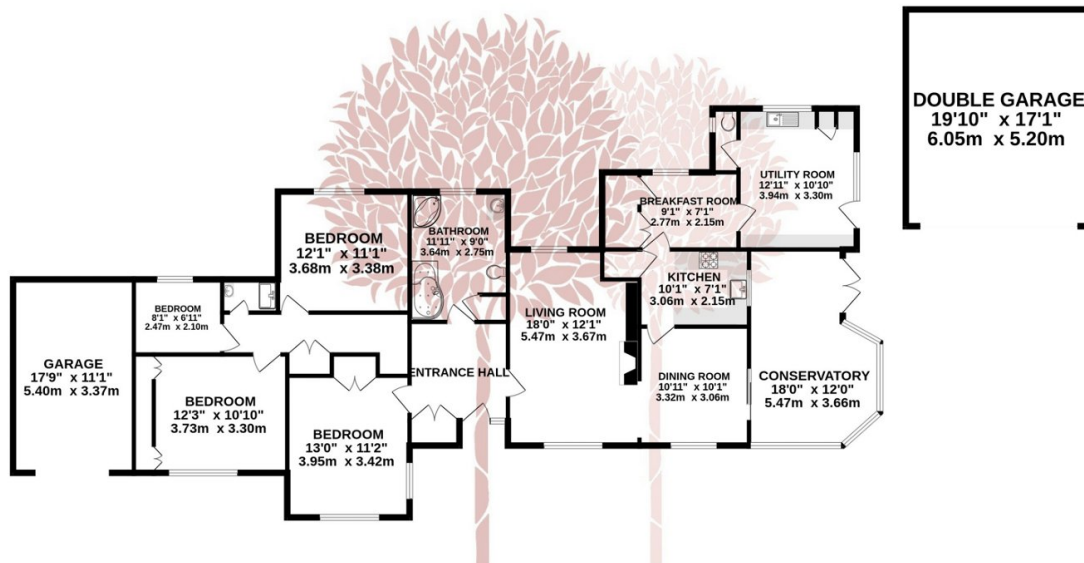 DOUBLE GARAGE
19'10" x 17'1"
6.05m x 5.20m
UTILITY ROOM
12'11" x 10'10"
3.94m x 3.30m
BREAKFAST ROOM
9'1" x 7'1"
2.77m x 2.15m
BATHROOM
11'11" x 9'0"
3.64m x 2.75m
BEDROOM
12'1" x 11'1"
3.68m x 3.38m
KITCHEN
10'1" x 7'1"
3.06m x 2.15m
BEDROOM
8'1" x 6'11"
2.47m x 2.10m
LIVING ROOM
18'0" x 12'1"
5.47m x 3.67m
GARAGE
17'9" x 11'1"
5.40m x 3.37m
ENTRANCE HALL
DINING ROOM
10'11" x 10'1"
3.32m x 3.06m
CONSERVATORY
18'0" x 12'0"
5.47m x 3.66m
BEDROOM
12'3" x 10'10"
3.73m x 3.30m
BEDROOM
13'0" x 11'2"
3.95m x 3.42m